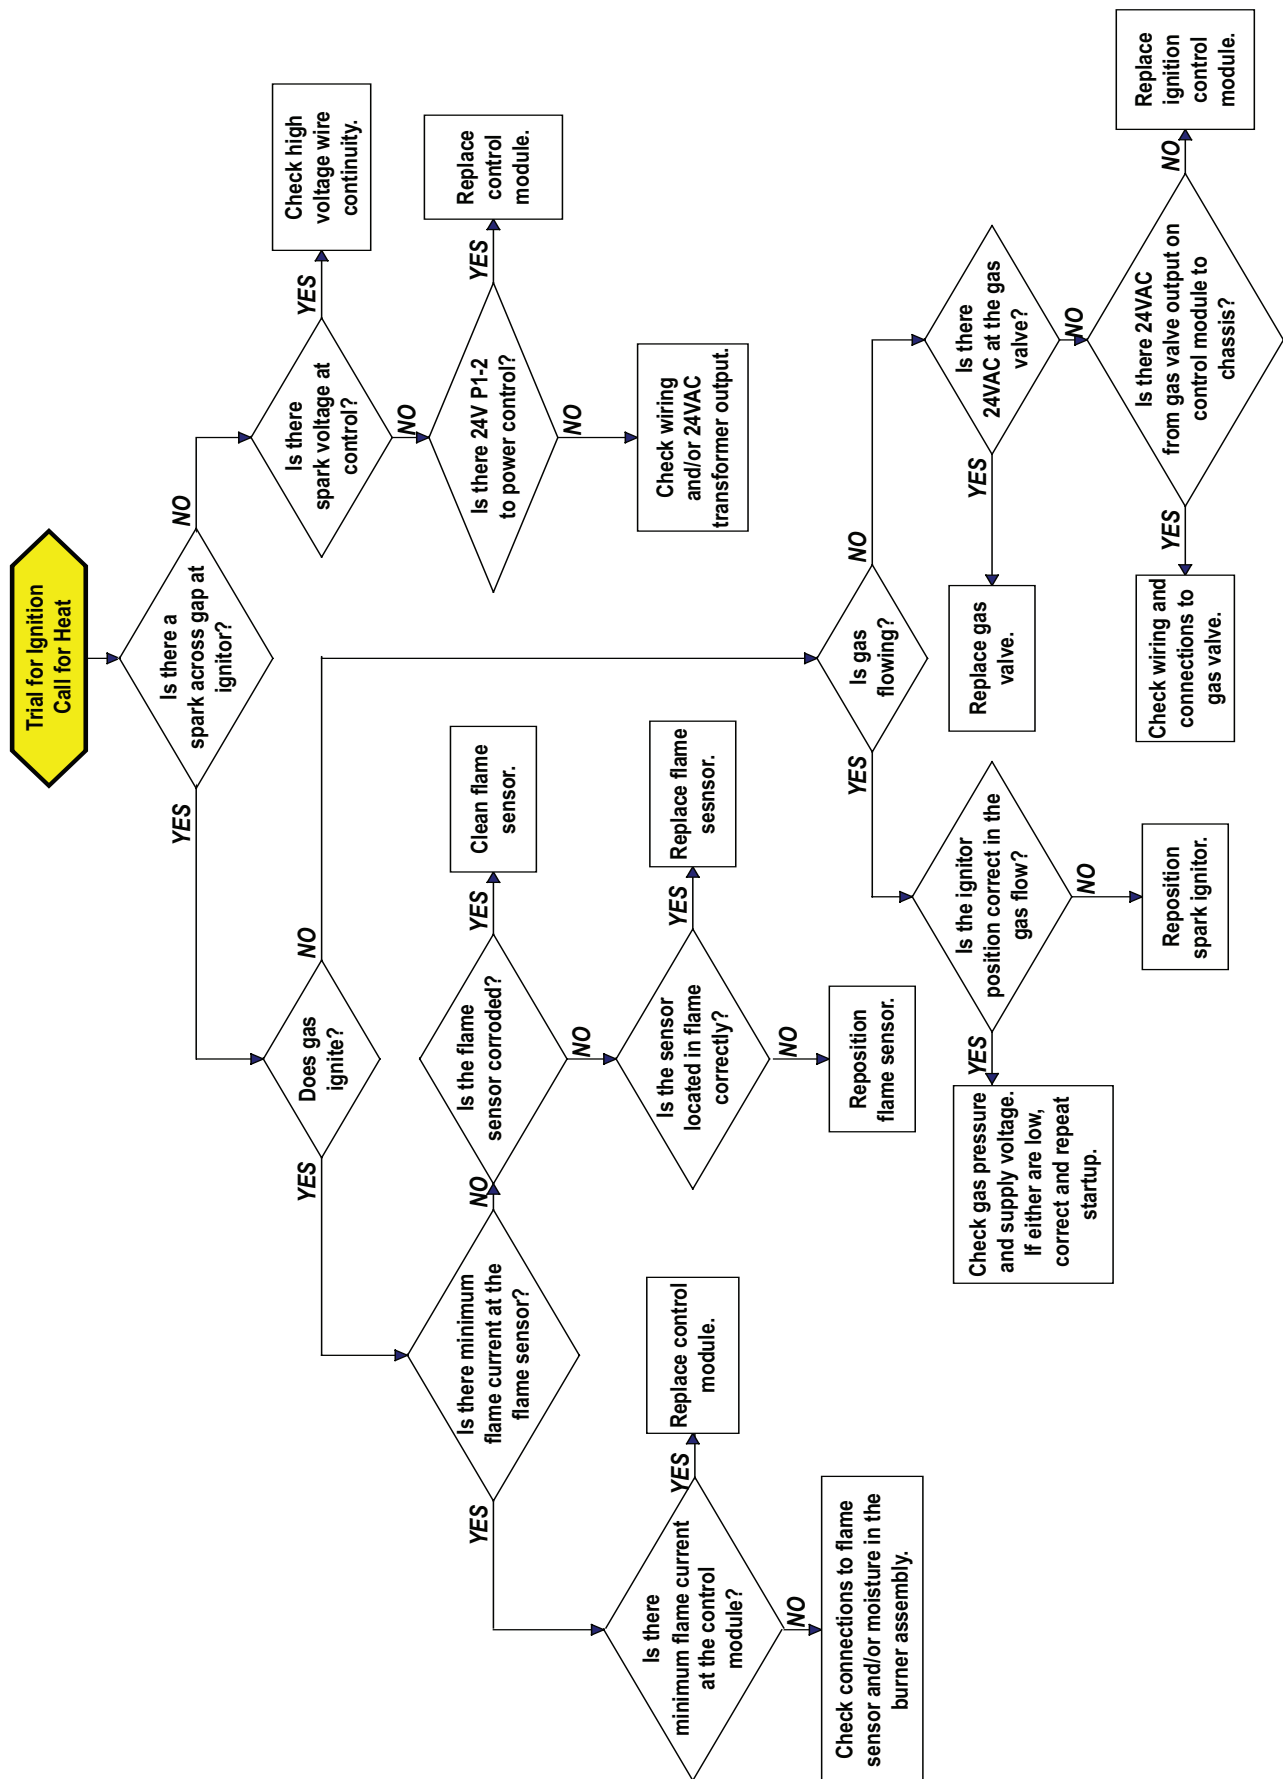 Trial for Ignition
Call for Heat
Is there a
spark across gap at
ignitor?
YES
NO
Does gas
ignite?
YES
NO
Is there
spark voltage at
control?
YES
Check high
voltage wire
continuity.
NO
Is there 24V P1-2
to power control?
YES
Replace
control
module.
NO
Check wiring
and/or 24VAC
transformer output.
Is there minimum
flame current at the
flame sensor?
YES
NO
Is the flame
sensor corroded?
YES
Clean flame
sensor.
NO
Is the sensor
located in flame
correctly?
YES
Replace flame
sesnsor.
NO
Reposition
flame sensor.
Is there
minimum flame current
at the control
module?
YES
Replace control
module.
NO
Check connections to flame
sensor and/or moisture in the
burner assembly.
Is gas
flowing?
YES
NO
Is the ignitor
position correct in the
gas flow?
YES
Check gas pressure
and supply voltage.
If either are low,
correct and repeat
startup.
NO
Reposition
spark ignitor.
Is there
24VAC at the gas
valve?
YES
Replace gas
valve.
NO
Is there 24VAC
from gas valve output on
control module to
chassis?
YES
Check wiring and
connections to
gas valve.
NO
Replace
ignition
control
module.